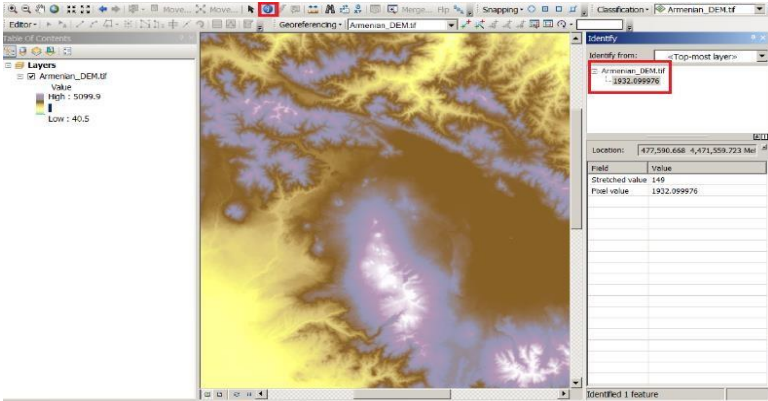 Move... Move... Merge... Flip Snapping Classification Armenian_DEM.tif
Editor Georeferencing Armenian_DEM.tif
Table Of Contents
Layers
Armenian_DEM.tif
Value
High : 5099.9
Low : 40.5
Identify
Identify from: <Top-most layer>
Armenian_DEM.tif
1932.099976
Location: 477,590.668 4,471,559.723 Met
Field Value
Stretched value 149
Pixel value 1932.099976
Identified 1 feature